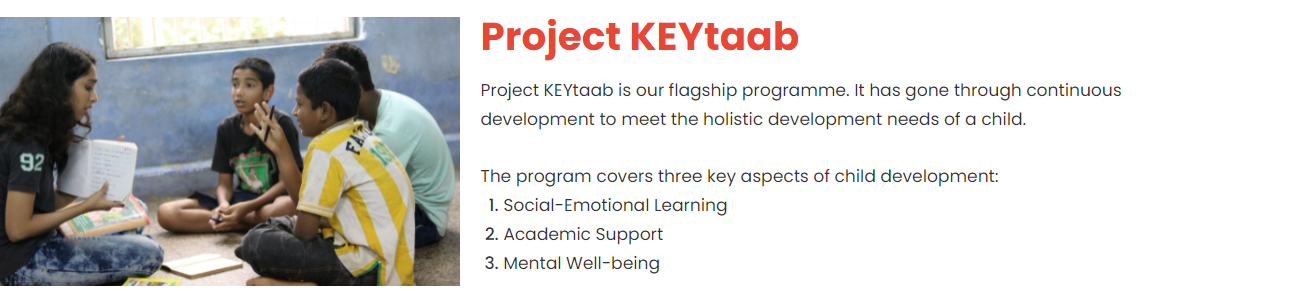 92
FA
Project KEYtaab
Project KEYtaab is our flagship programme. It has gone through continuous
development to meet the holistic development needs of a child.
The program covers three key aspects of child development:
1. Social-Emotional Learning
2. Academic Support
3. Mental Well-being